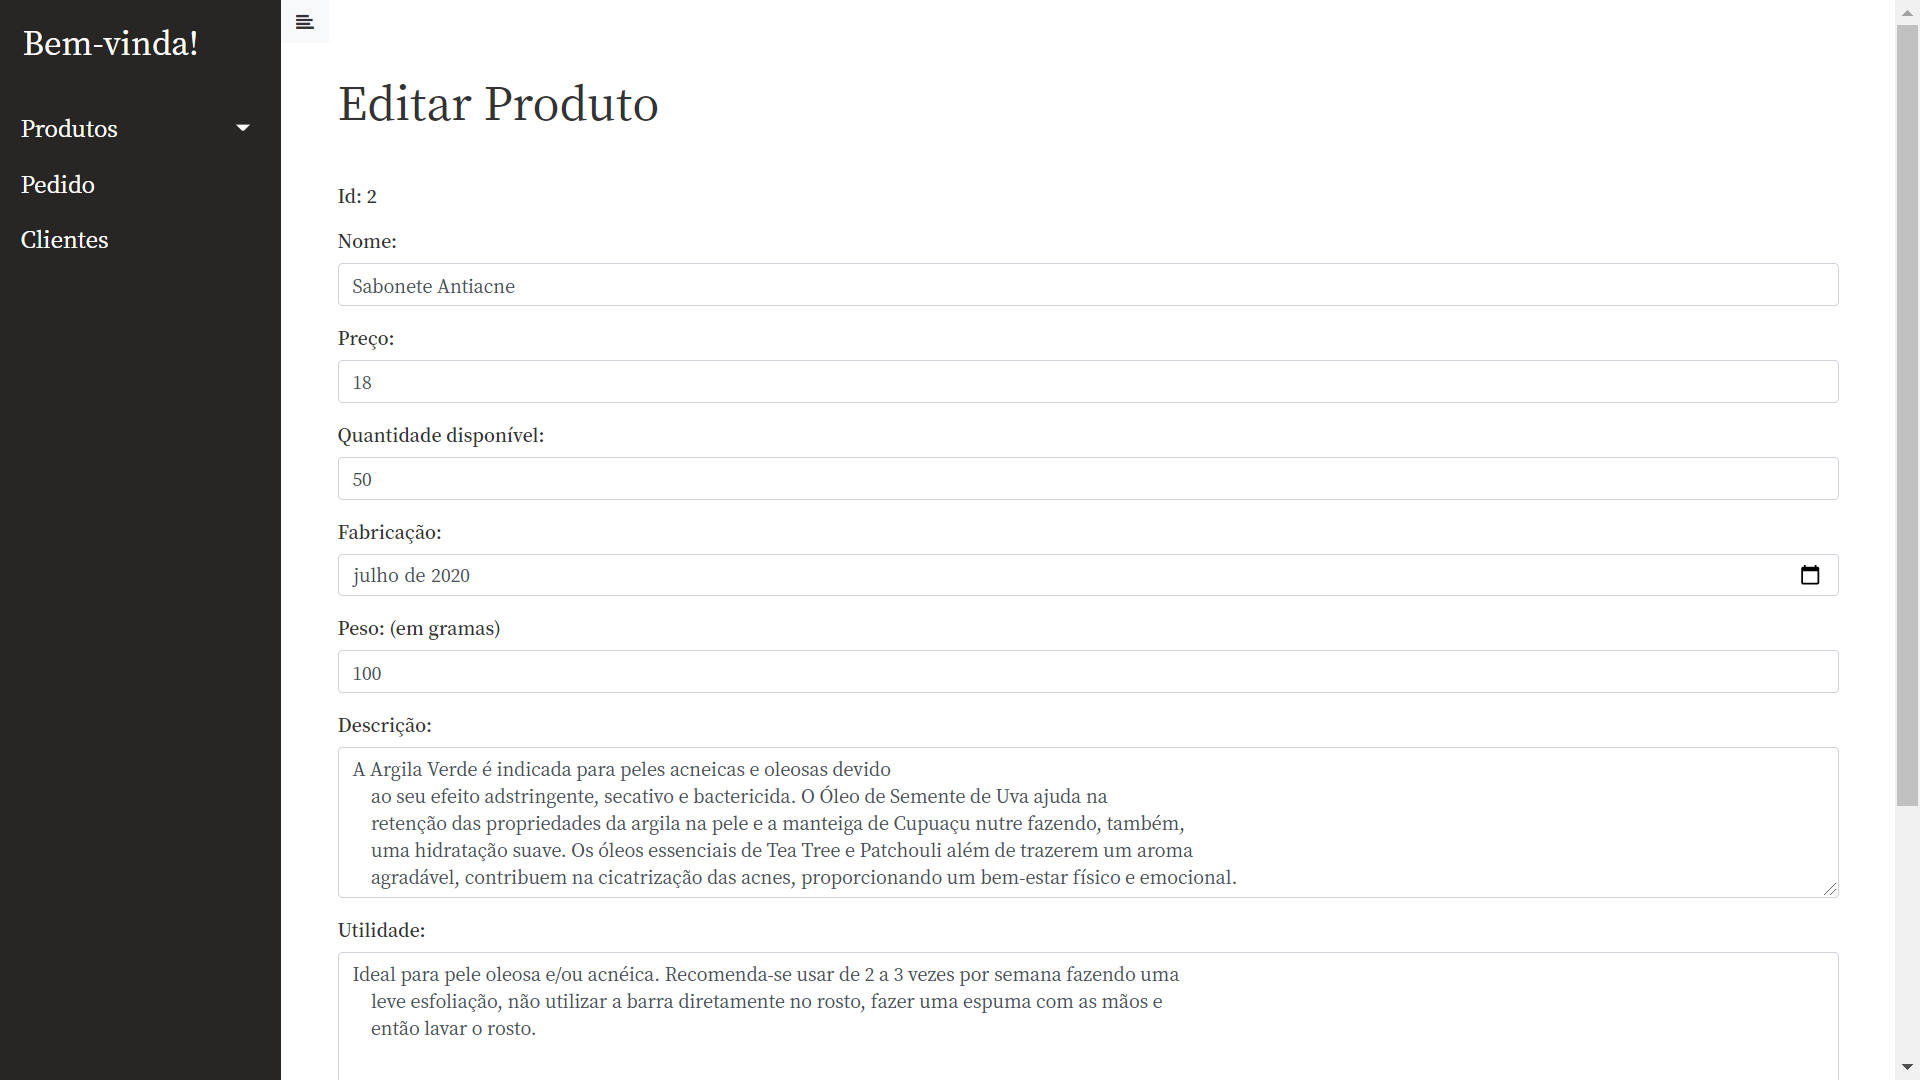 Bem-vinda!
Produtos
Pedido
Clientes
Editar Produto
Id: 2
Nome:
Sabonete Antiacne
Preço:
18
Quantidade disponível:
50
Fabricação:
julho de 2020
Peso: (em gramas)
100
Descrição:
A Argila Verde é indicada para peles acneicas e oleosas devido
ao seu efeito adstringente, secativo e bactericida. O Óleo de Semente de Uva ajuda na
retenção das propriedades da argila na pele e a manteiga de Cupuaçu nutre fazendo, também,
uma hidratação suave. Os óleos essenciais de Tea Tree e Patchouli além de trazerem um aroma
agradável, contribuem na cicatrização das acnes, proporcionando um bem-estar físico e emocional.
Utilidade:
Ideal para pele oleosa e/ou acnéica. Recomenda-se usar de 2 a 3 vezes por semana fazendo uma
leve esfoliação, não utilizar a barra diretamente no rosto, fazer uma espuma com as mãos e
então lavar o rosto.